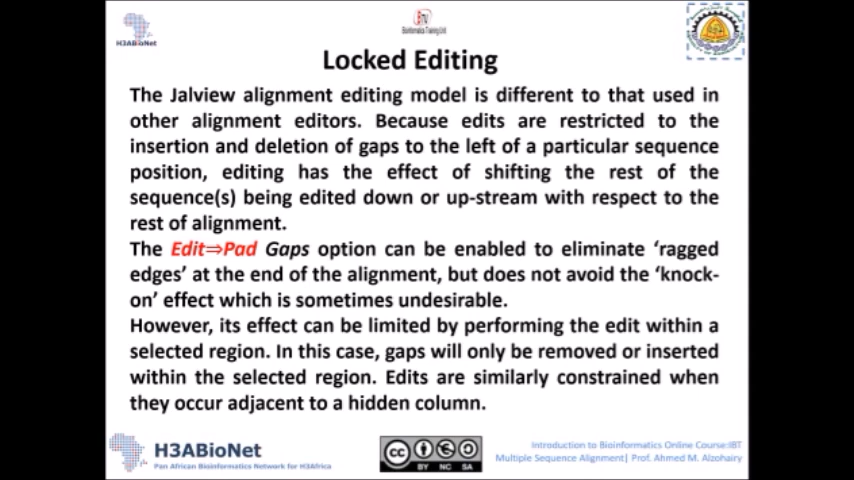 H3ABioNet
Bioinformatics Training Unit
Locked Editing
The Jalview alignment editing model is different to that used in
other alignment editors. Because edits are restricted to the
insertion and deletion of gaps to the left of a particular sequence
position, editing has the effect of shifting the rest of the
sequence(s) being edited down or up-stream with respect to the
rest of alignment.
The Edit⇒Pad Gaps option can be enabled to eliminate ‘ragged
edges’ at the end of the alignment, but does not avoid the ‘knock-
on’ effect which is sometimes undesirable.
However, its effect can be limited by performing the edit within a
selected region. In this case, gaps will only be removed or inserted
within the selected region. Edits are similarly constrained when
they occur adjacent to a hidden column.
H3ABioNet
Pan African Bioinformatics Network for H3Africa
cc BY NC SA
Introduction to Bioinformatics Online Course:IBT
Multiple Sequence Alignment| Prof. Ahmed M. Alzohairy